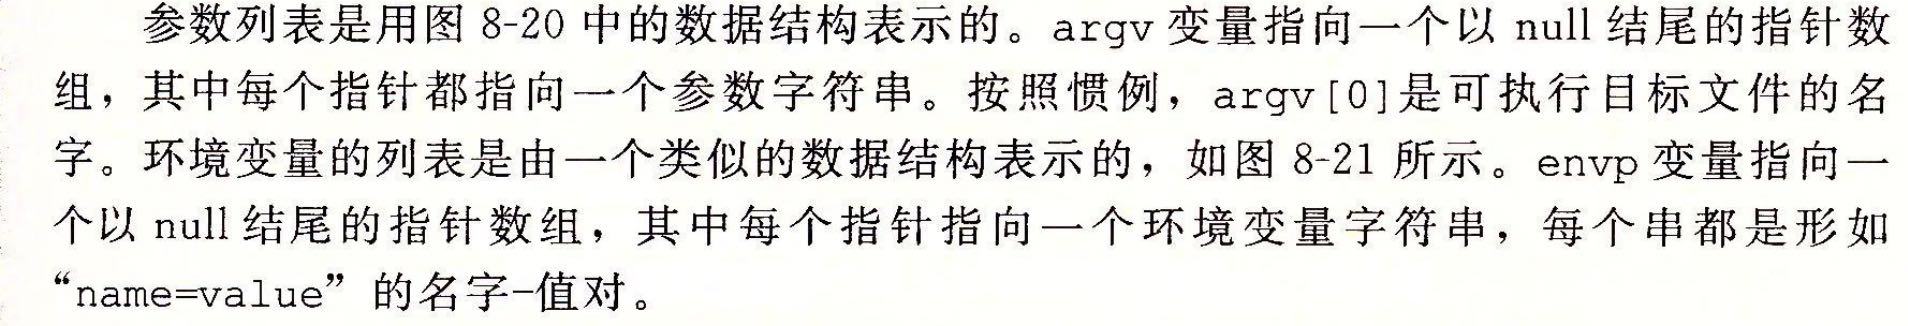 参数列表是用图 8-20 中的数据结构表示的。argv 变量指向一个以 null 结尾的指针数
组，其中每个指针都指向一个参数字符串。按照惯例，argv[0]是可执行目标文件的名
字。环境变量的列表是由一个类似的数据结构表示的，如图 8-21 所示。envp 变量指向一
个以 null 结尾的指针数组，其中每个指针指向一个环境变量字符串，每个串都是形如
“name=value”的名字-值对。